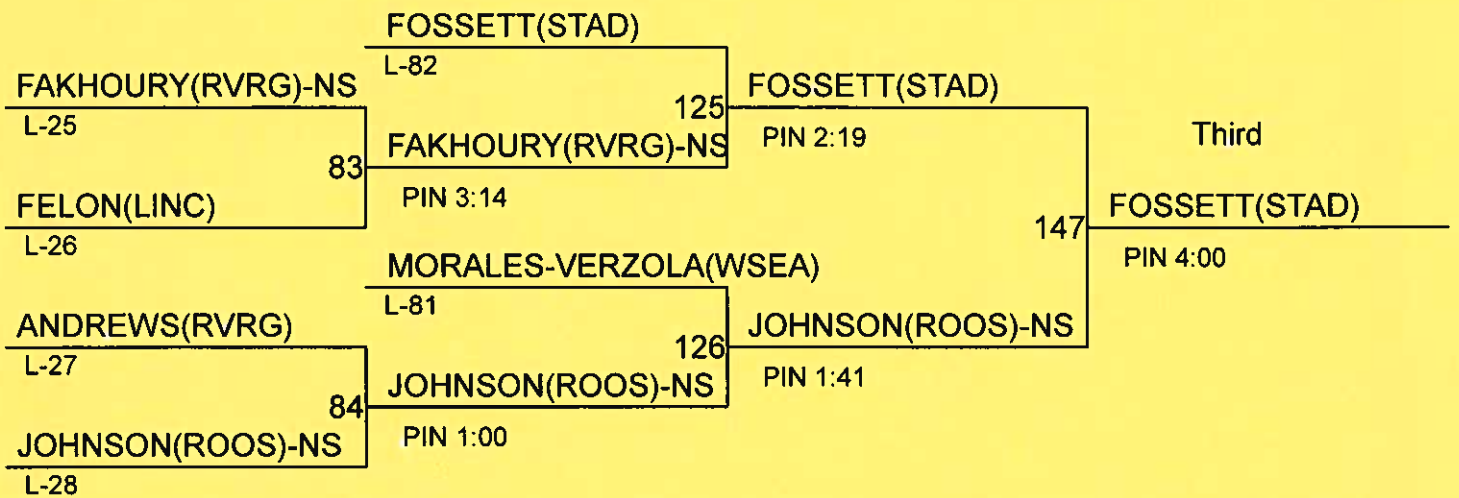 FOSSETT(STAD)
L-82
FAKHOURY(RVRG)-NS
L-25
125
FOSSETT(STAD)
PIN 2:19
Third
83
FAKHOURY(RVRG)-NS
PIN 3:14
FELON(LINC)
L-26
147
FOSSETT(STAD)
PIN 4:00
MORALES-VERZOLA(WSEA)
L-81
ANDREWS(RVRG)
L-27
126
JOHNSON(ROOS)-NS
PIN 1:41
84
JOHNSON(ROOS)-NS
PIN 1:00
JOHNSON(ROOS)-NS
L-28